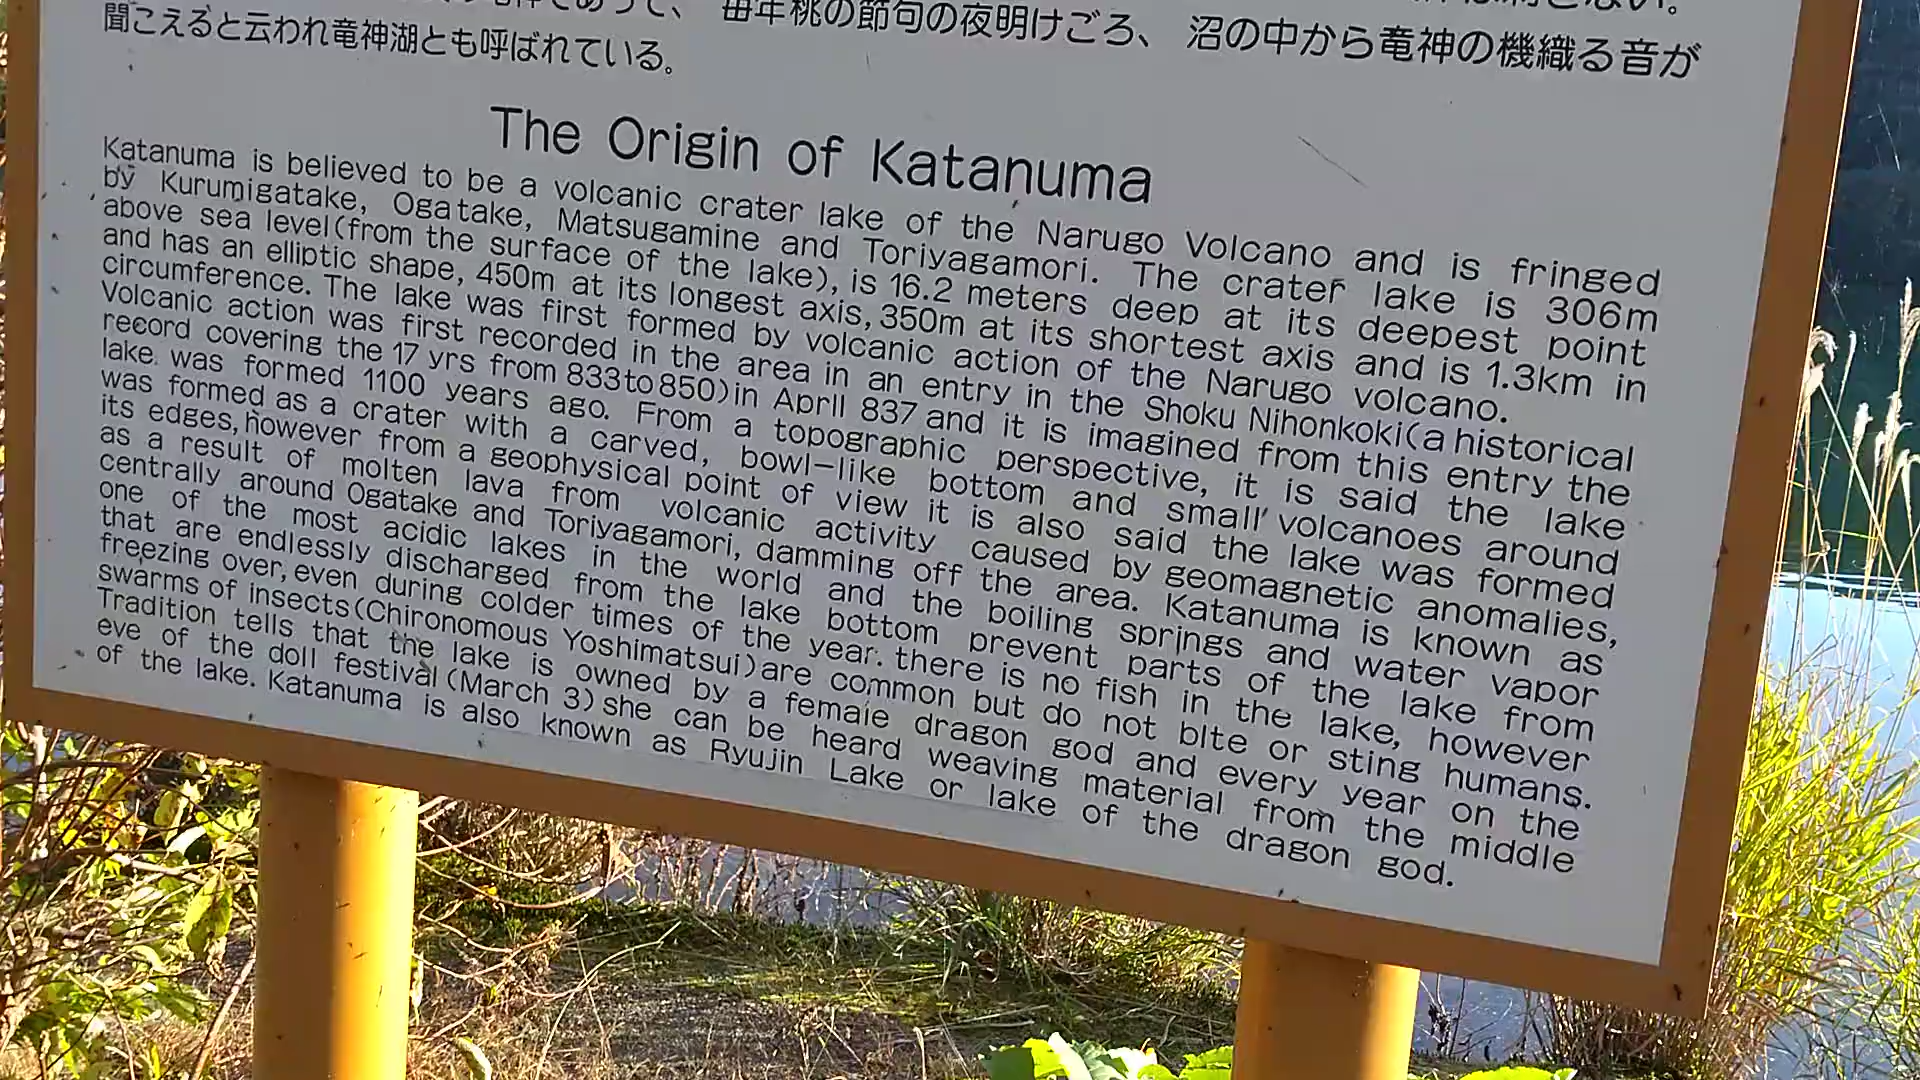 毎年桃の節句の夜明けごろ、 沼の中から竜神の機織る音が
聞こえると云われ竜神湖とも呼ばれている。
The Origin of Katanuma
Katanuma is believed to be a volcanic crater lake of the Narugo Volcano and is fringed
by Kurumigatake, Ogatake, Matsugamine and Toriyagamori. The crater lake is 306m
above sea level(from the surface of the lake), is 16.2 meters deep at its deepest point
and has an elliptic shape, 450m at its longest axis, 350m at its shortest axis and is 1.3km in
circumference. The lake was first formed by volcanic action of the Narugo volcano.
Volcanic action was first recorded in the area in an entry in the Shoku Nihonkoki(a historical
record covering the 17 yrs from 833to850)in April 837 and it is imagined from this entry the
lake was formed 1100 years ago. From a topographic perspective, it is said the lake
was formed as a crater with a carved, bowl-like bottom and small volcanoes around
its edges, however from a geophysical point of view it is also said the lake was formed
as a result of molten lava from volcanic activity caused by geomagnetic anomalies,
centrally around Ogatake and Toriyagamori, damming off the area. Katanuma is known as
one of the most acidic lakes in the world and the boiling springs and water vapor
that are endlessly discharged from the lake bottom prevent parts of the lake from
freezing over, even during colder times of the year. there is no fish in the lake, however
swarms of insects(Chironomous Yoshimatsui)are common but do not bite or sting humans.
Tradition tells that the lake is owned by a female dragon god and every year on the
eve of the doll festival (March 3) she can be heard weaving material from the middle
of the lake. Katanuma is also known as Ryujin Lake or lake of the dragon god.